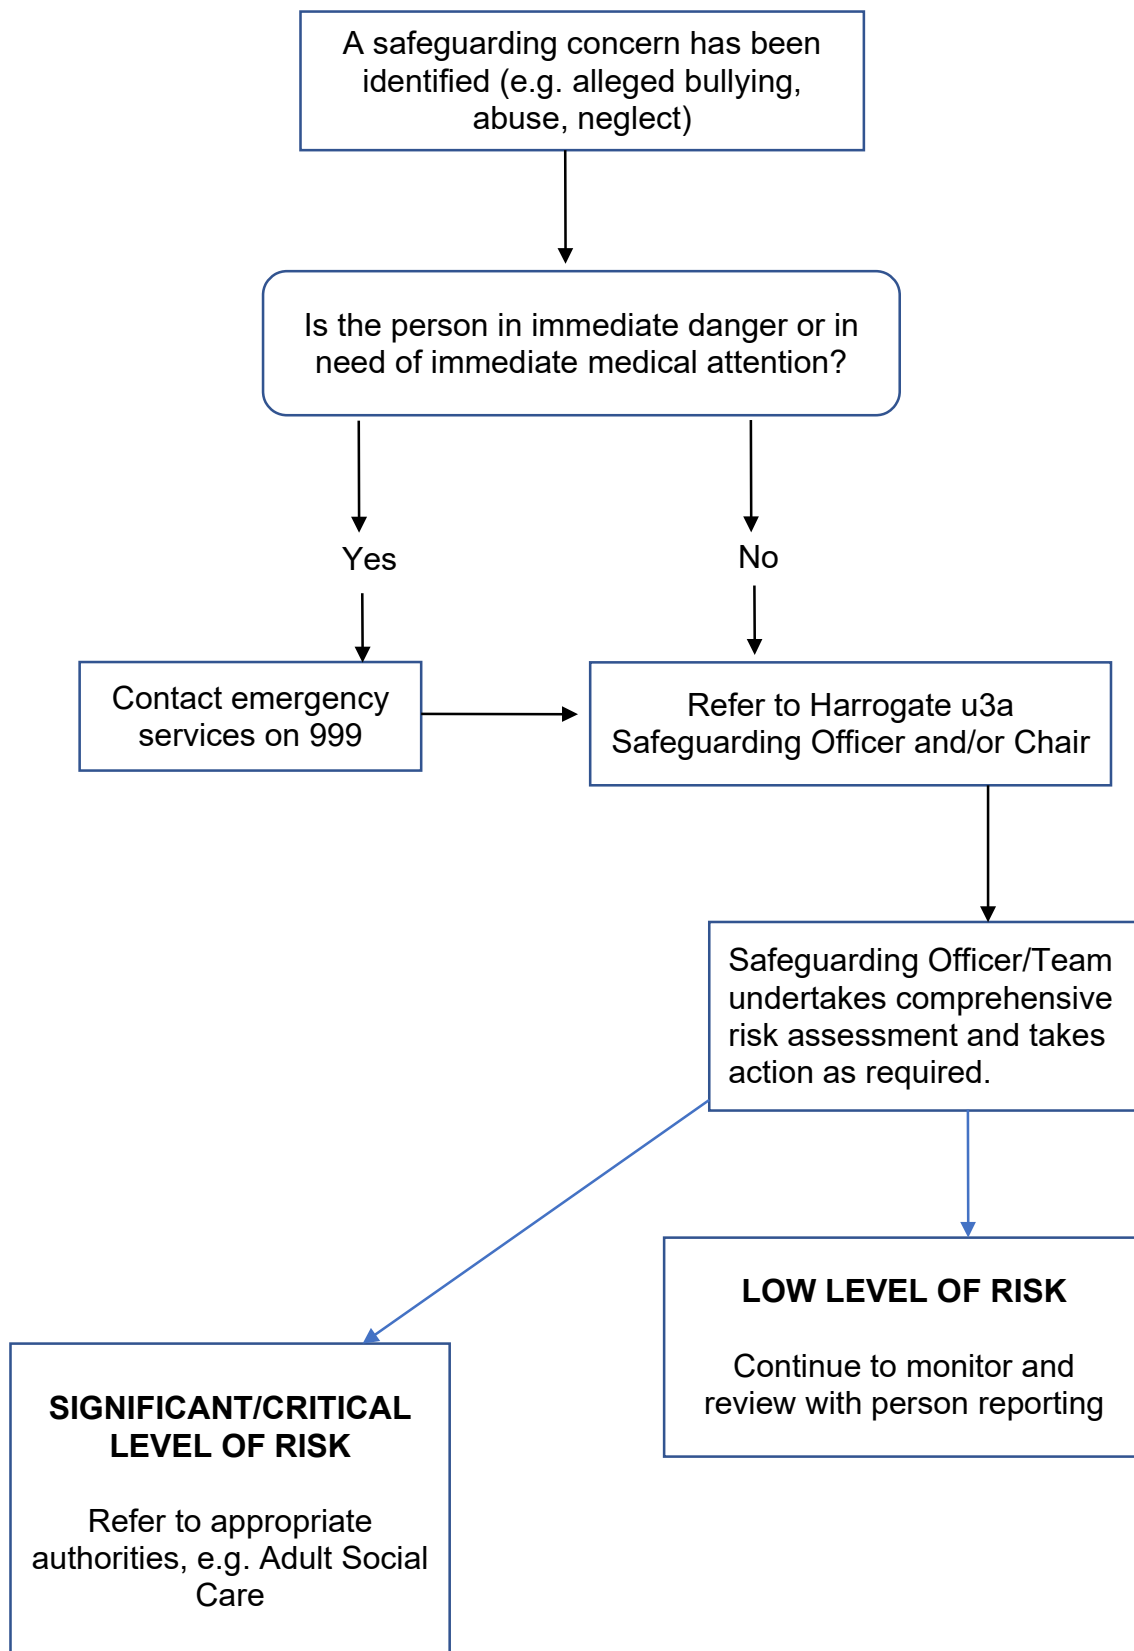 A safeguarding concern has been
identified (e.g. alleged bullying,
abuse, neglect)
Is the person in immediate danger or in
need of immediate medical attention?
Yes
No
Contact emergency
services on 999
Refer to Harrogate u3a
Safeguarding Officer and/or Chair
Safeguarding Officer/Team
undertakes comprehensive
risk assessment and takes
action as required.
LOW LEVEL OF RISK
Continue to monitor and
review with person reporting
SIGNIFICANT/CRITICAL
LEVEL OF RISK
Refer to appropriate
authorities, e.g. Adult Social
Care